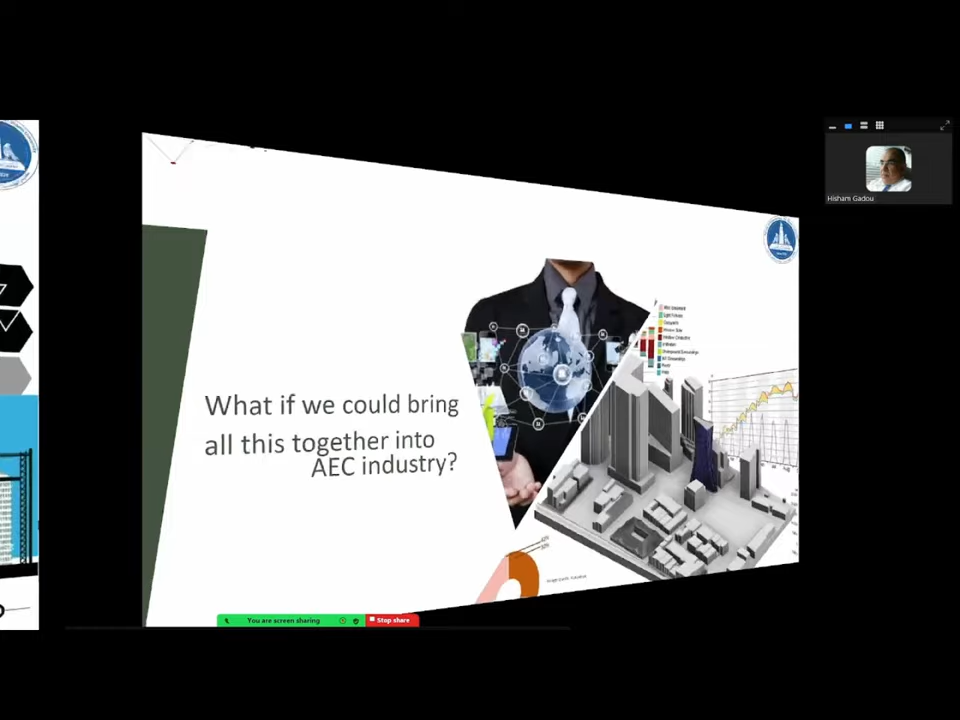 Hisham Gadou
What if we could bring
all this together into
AEC industry?
You are screen sharing
Stop share